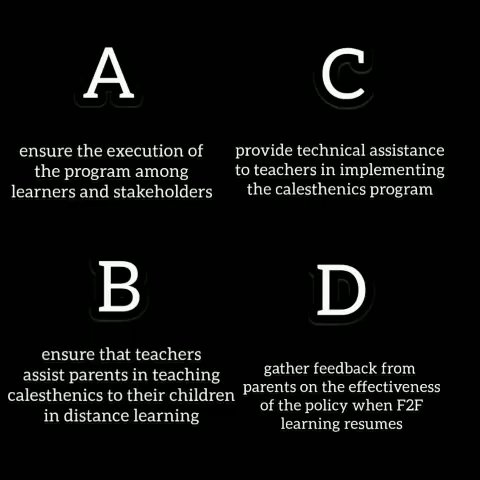 A
ensure the execution of
the program among
learners and stakeholders
C
provide technical assistance
to teachers in implementing
the calesthenics program
B
ensure that teachers
assist parents in teaching
calesthenics to their children
in distance learning
D
gather feedback from
parents on the effectiveness
of the policy when F2F
learning resumes